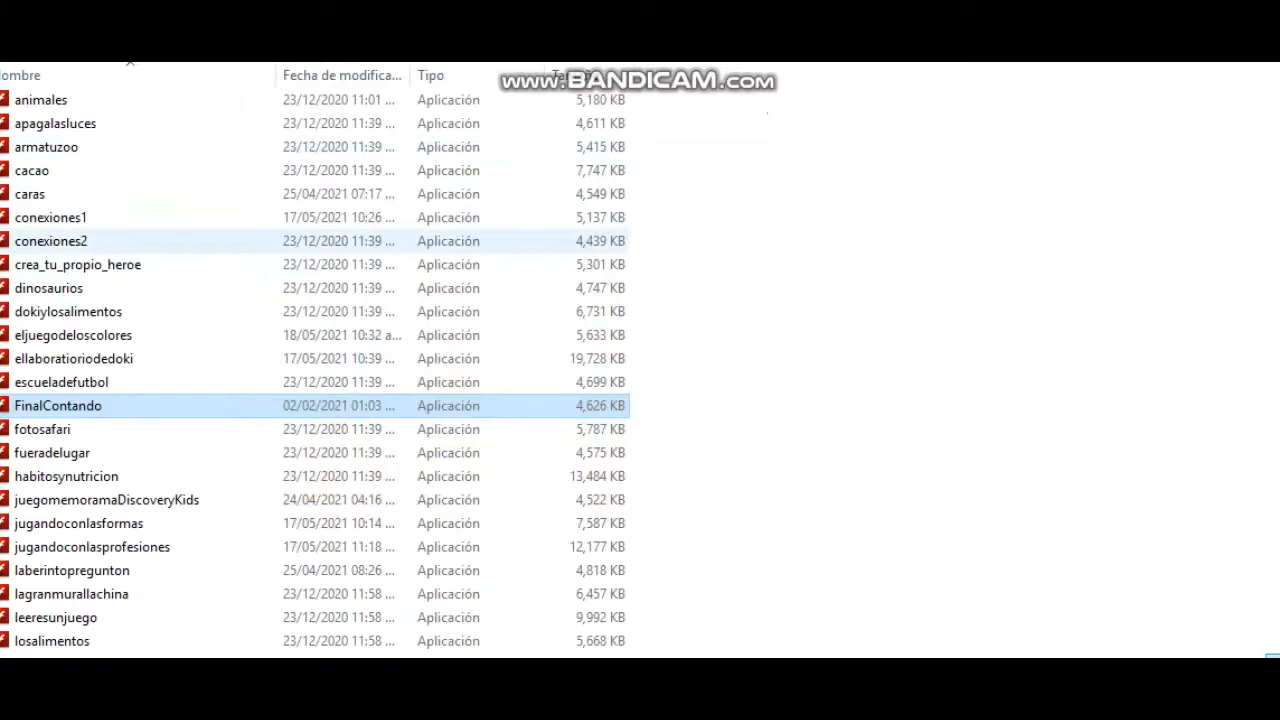 ombre Fecha de modifica... Tipo www.BANDICAM.com
animales 23/12/2020 11:01 ... Aplicación 5,180 KB
apagalasluces 23/12/2020 11:39 ... Aplicación 4,611 KB
armatuzoo 23/12/2020 11:39 ... Aplicación 5,415 KB
cacao 23/12/2020 11:39 ... Aplicación 7,747 KB
caras 25/04/2021 07:17 ... Aplicación 4,549 KB
conexiones1 17/05/2021 10:26 ... Aplicación 5,137 KB
conexiones2 23/12/2020 11:39 ... Aplicación 4,439 KB
crea_tu_propio_heroe 23/12/2020 11:39 ... Aplicación 5,301 KB
dinosaurios 23/12/2020 11:39 ... Aplicación 4,747 KB
dokiylosalimentos 23/12/2020 11:39 ... Aplicación 6,731 KB
eljuegodeloscolores 18/05/2021 10:32 a... Aplicación 5,633 KB
ellaboratioriodedoki 17/05/2021 10:39 ... Aplicación 19,728 KB
escueladefutbol 23/12/2020 11:39 ... Aplicación 4,699 KB
FinalContando 02/02/2021 01:03 ... Aplicación 4,626 KB
fotosafari 23/12/2020 11:39 ... Aplicación 5,787 KB
fueradelugar 23/12/2020 11:39 ... Aplicación 4,575 KB
habitosynutricion 23/12/2020 11:39 ... Aplicación 13,484 KB
juegomemoramaDiscoveryKids 24/04/2021 04:16 ... Aplicación 4,522 KB
jugandoconlasformas 17/05/2021 10:14 ... Aplicación 7,587 KB
jugandoconlasprofesiones 17/05/2021 11:18 ... Aplicación 12,177 KB
laberintopregunton 25/04/2021 08:26 ... Aplicación 4,818 KB
lagranmurallachina 23/12/2020 11:58 ... Aplicación 6,457 KB
leeresunjuego 23/12/2020 11:58 ... Aplicación 9,992 KB
losalimentos 23/12/2020 11:58 ... Aplicación 5,668 KB